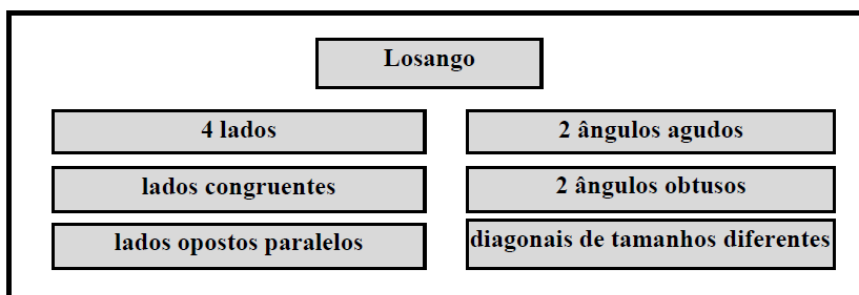 Losango
4 lados
2 ângulos agudos
lados congruentes
2 ângulos obtusos
lados opostos paralelos
diagonais de tamanhos diferentes